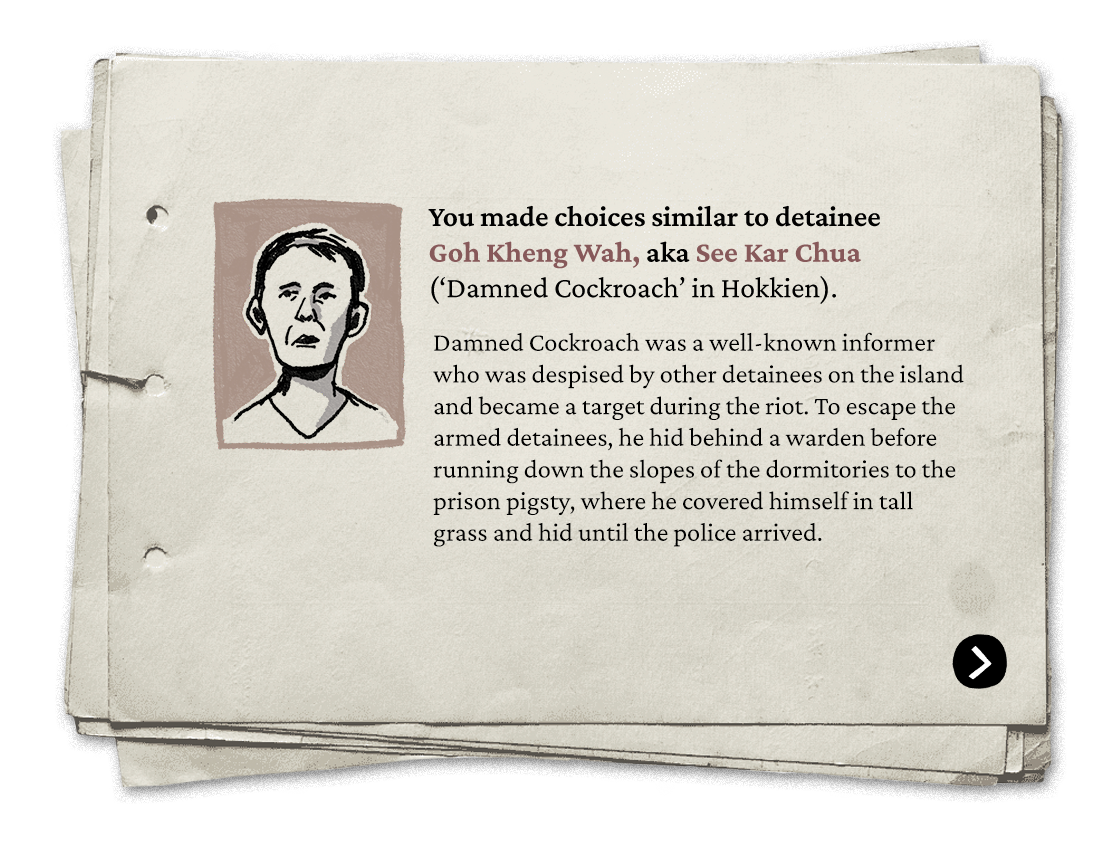 You made choices similar to detainee
Goh Kheng Wah, aka See Kar Chua
(‘Damned Cockroach’ in Hokkien).
Damned Cockroach was a well-known informer
who was despised by other detainees on the island
and became a target during the riot. To escape the
armed detainees, he hid behind a warden before
running down the slopes of the dormitories to the
prison pigsty, where he covered himself in tall
grass and hid until the police arrived.